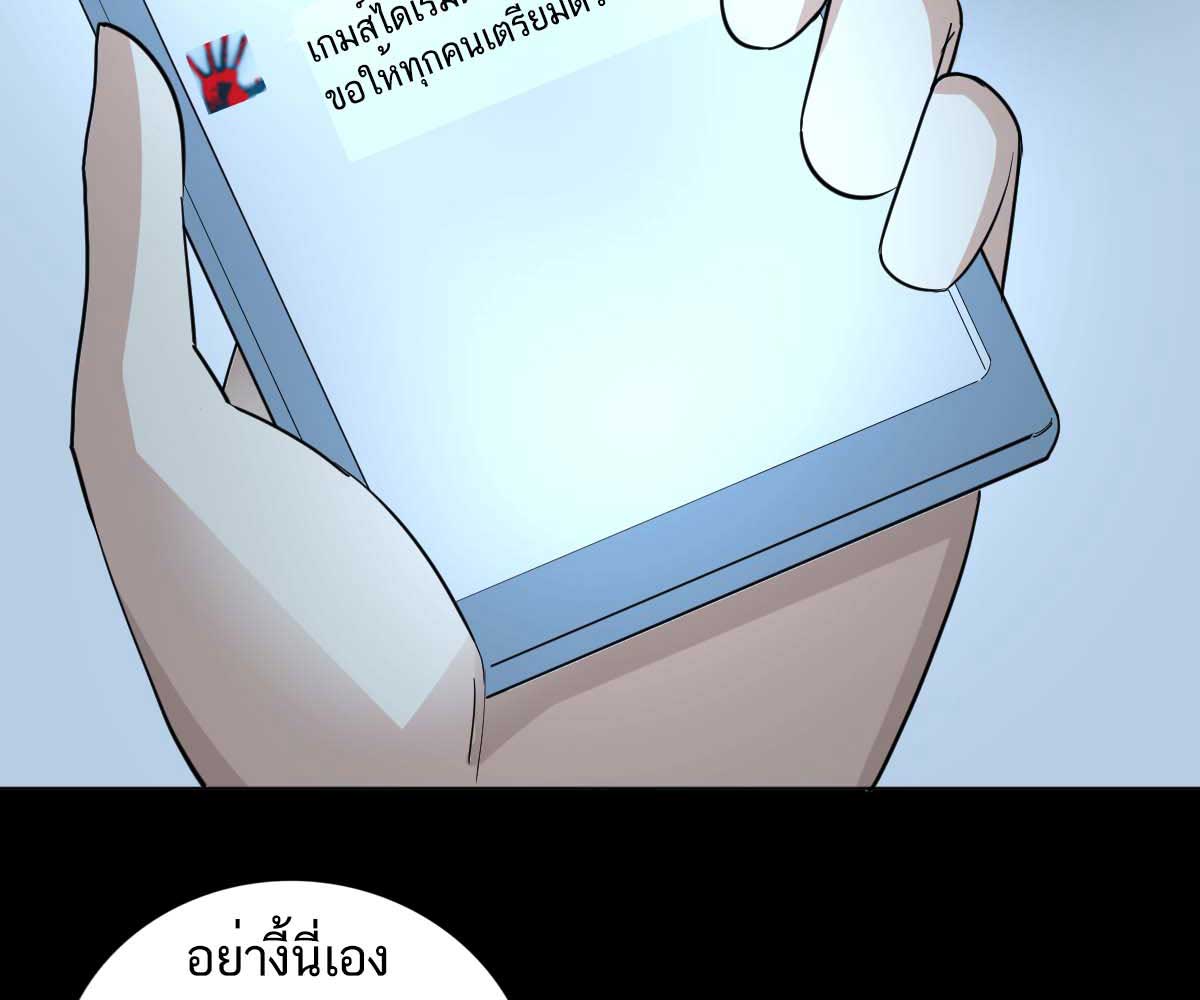 เกมส์ได้เริ่ม
ขอให้ทุกคนเตรียมตัว
อย่างี้นี่เอง